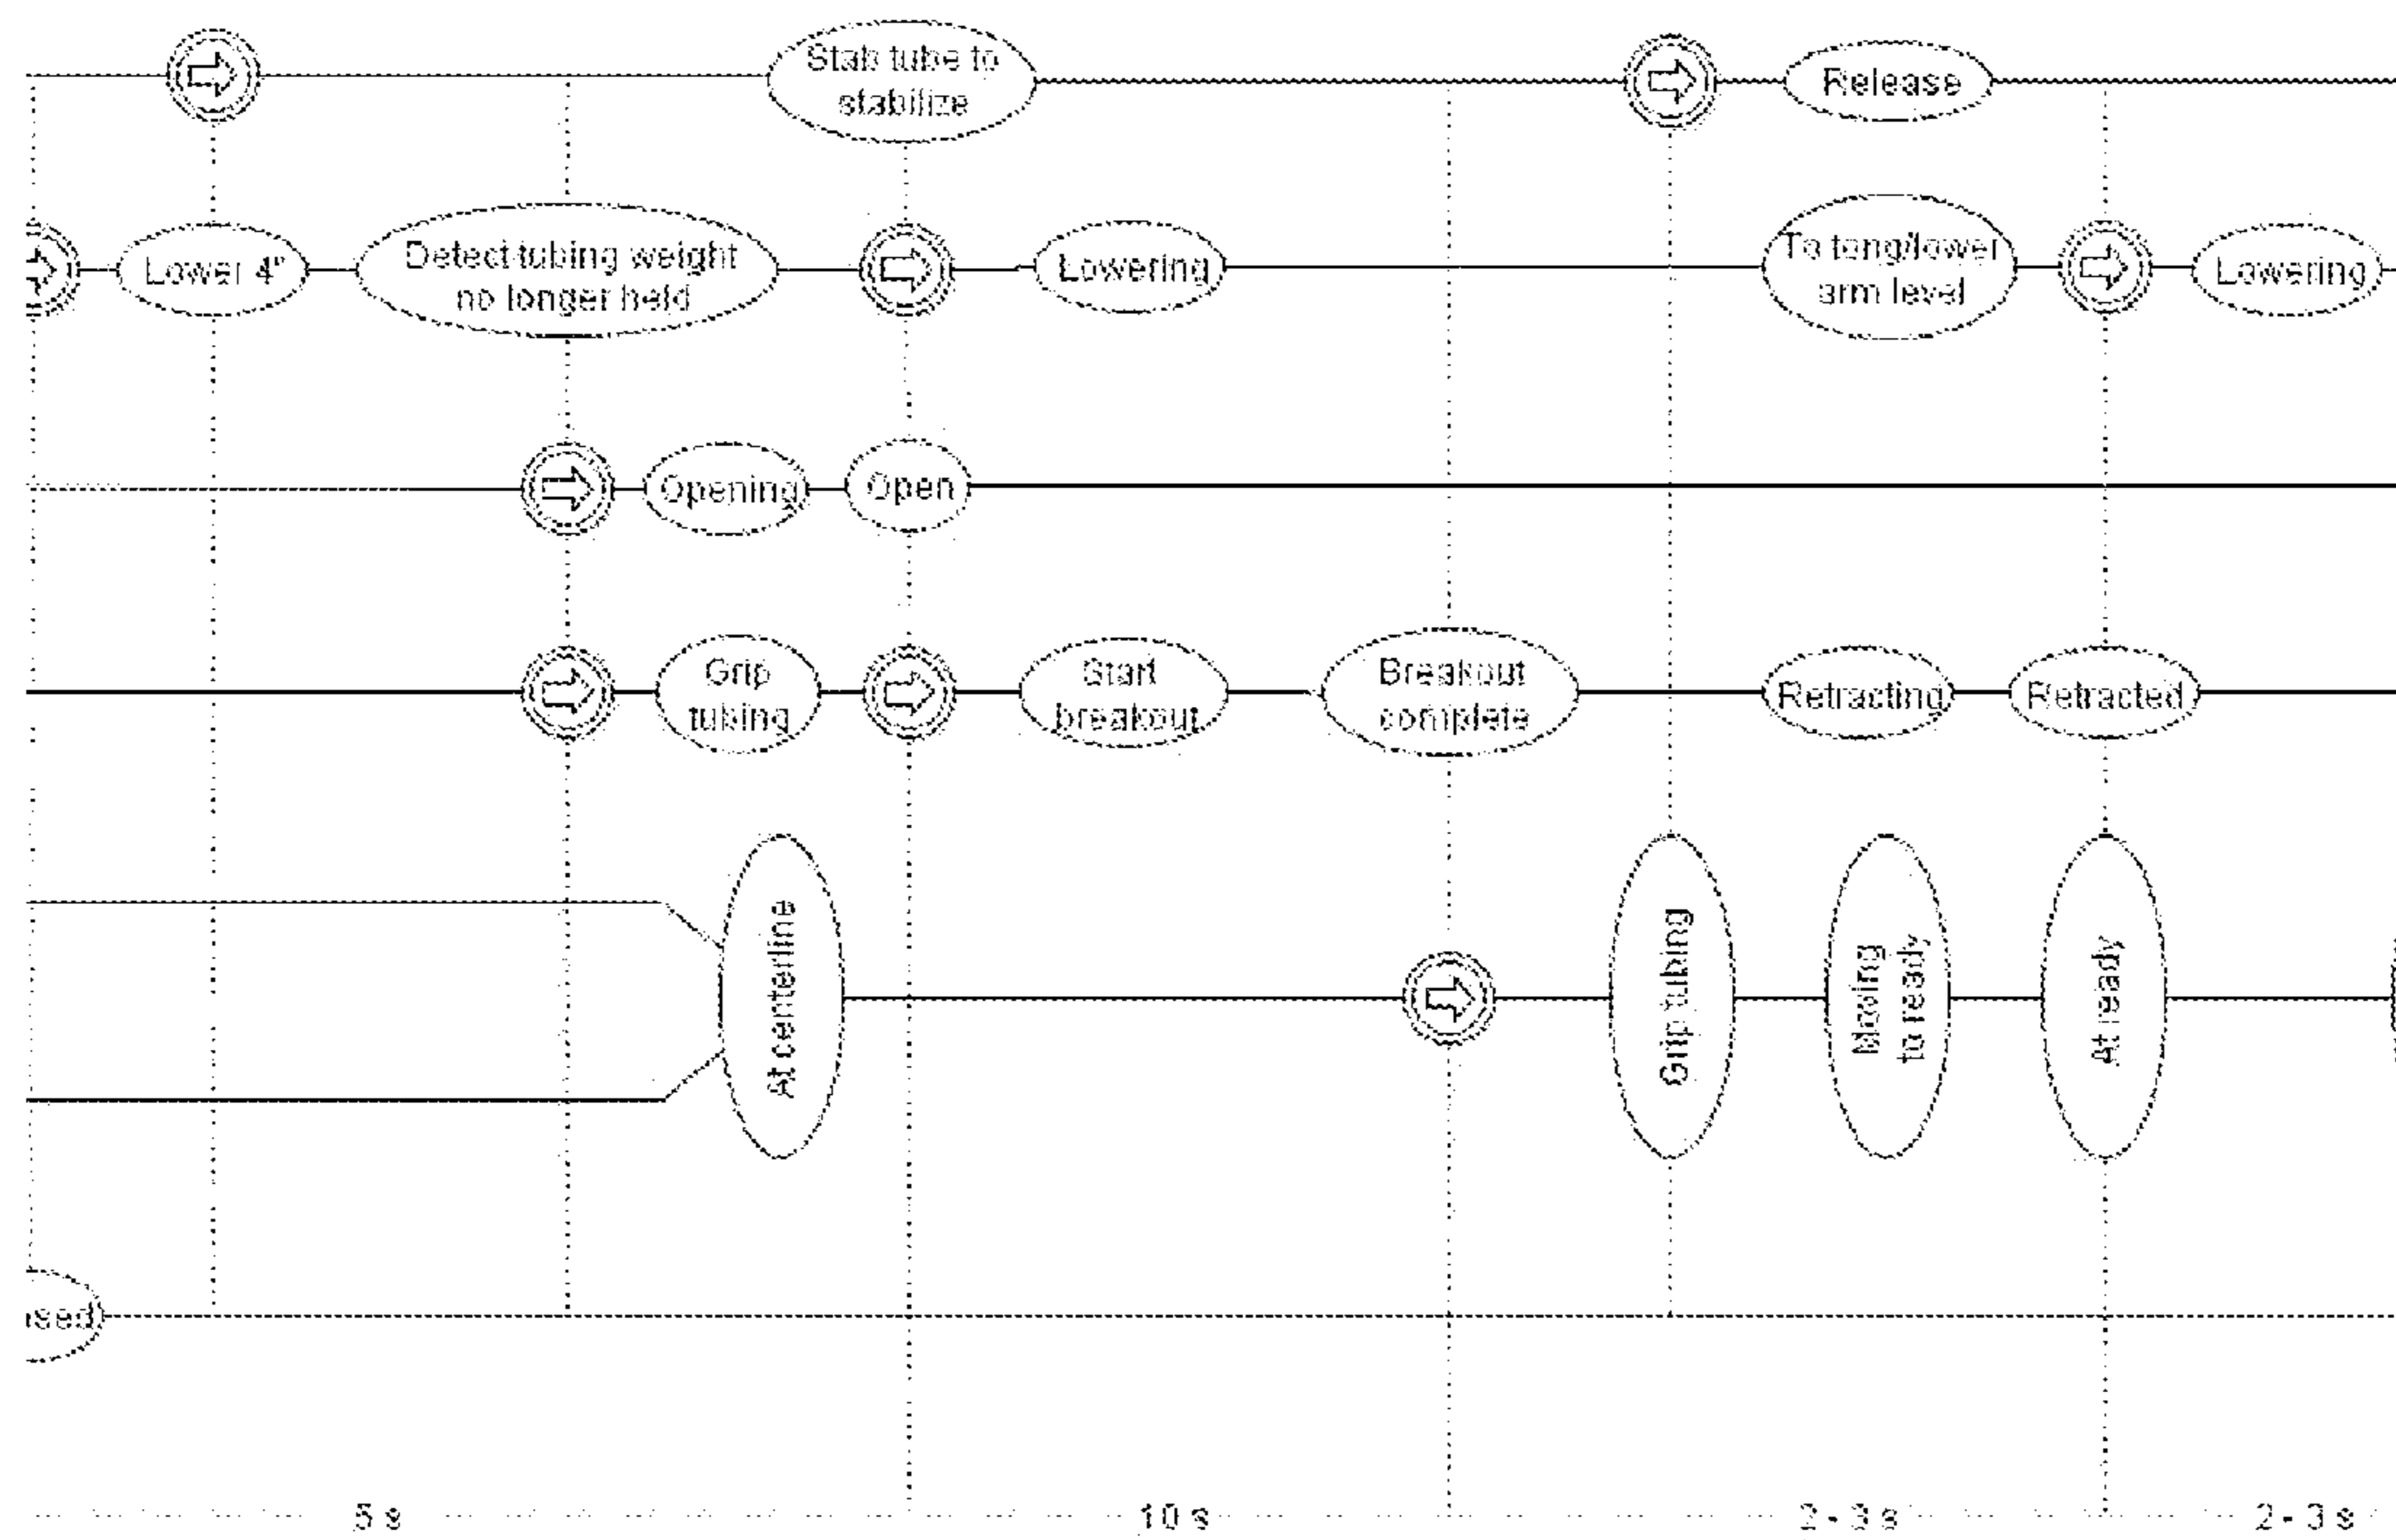 Stab tube to
stabilize
Release
Lower 4"
Detect tubing weight
no longer held
Lowering
To tong/lower
arm level
Lowering
Opening
Open
Grip
tubing
Start
breakout
Breakout
complete
Retracting
Retracted
At centerline
Grip tubing
Moving
to ready
At ready
5 s
10 s
2-3 s
2-3 s